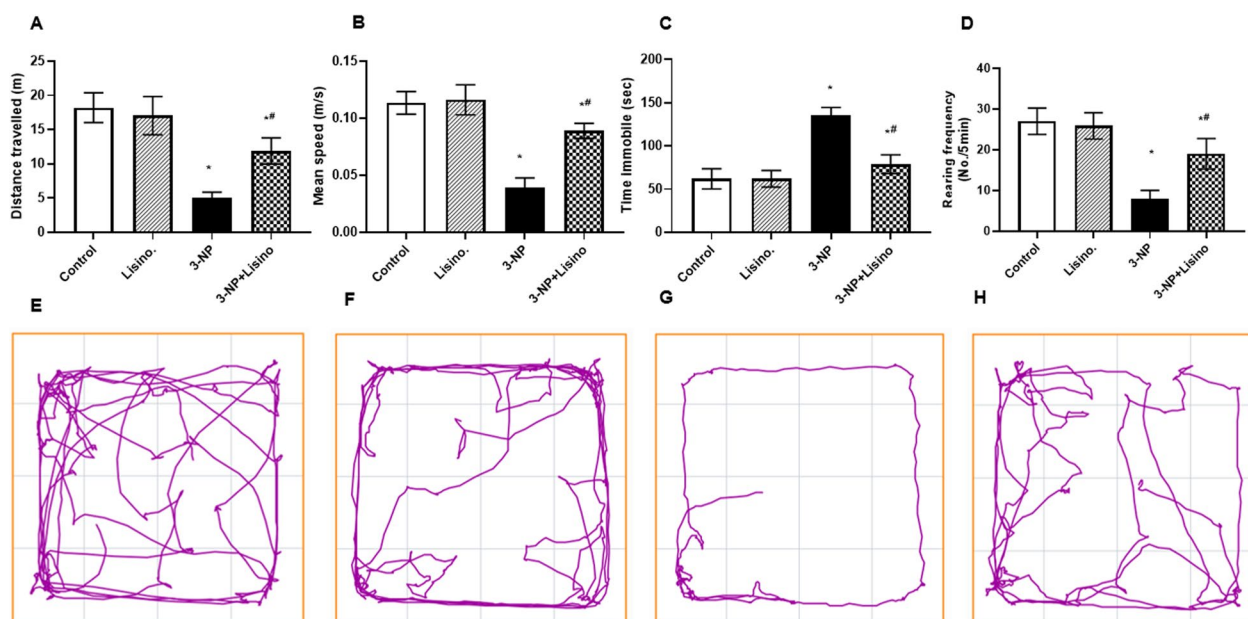 A
B
C
D
Distance travelled (m)
25
20
15
10
5
0
*
*#
Control
Lisino.
3-NP
3-NP+Lisino
Mean speed (m/s)
0.15
0.10
0.05
0.00
*
*#
Control
Lisino.
3-NP
3-NP+Lisino
Time immobile (sec)
200
150
100
50
0
*
*#
Control
Lisino.
3-NP
3-NP+Lisino
Rearing frequency
(No./5min)
40
30
20
10
0
*
*#
Control
Lisino.
3-NP
3-NP+Lisino
E
F
G
H